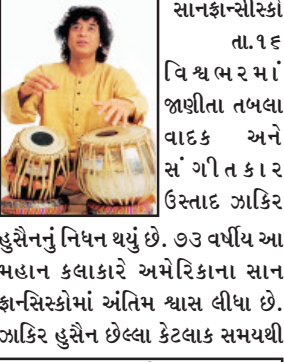 સાનફ્રાન્સીસ્કો
તા.૧૬
વિશ્વભરમાં
જાણીતા તબલા
વાદક અને
સંગીતકાર
ઉસ્તાદ ઝાકિર
હુસૈનનું નિધન થયું છે. ૭૩ વર્ષીય આ
મહાન કલાકારે અમેરિકાના સાન
ફ્રાન્સિસ્કોમાં અંતિમ શ્વાસ લીધા છે.
ઝાકિર હુસૈન છેલ્લા કેટલાક સમયથી